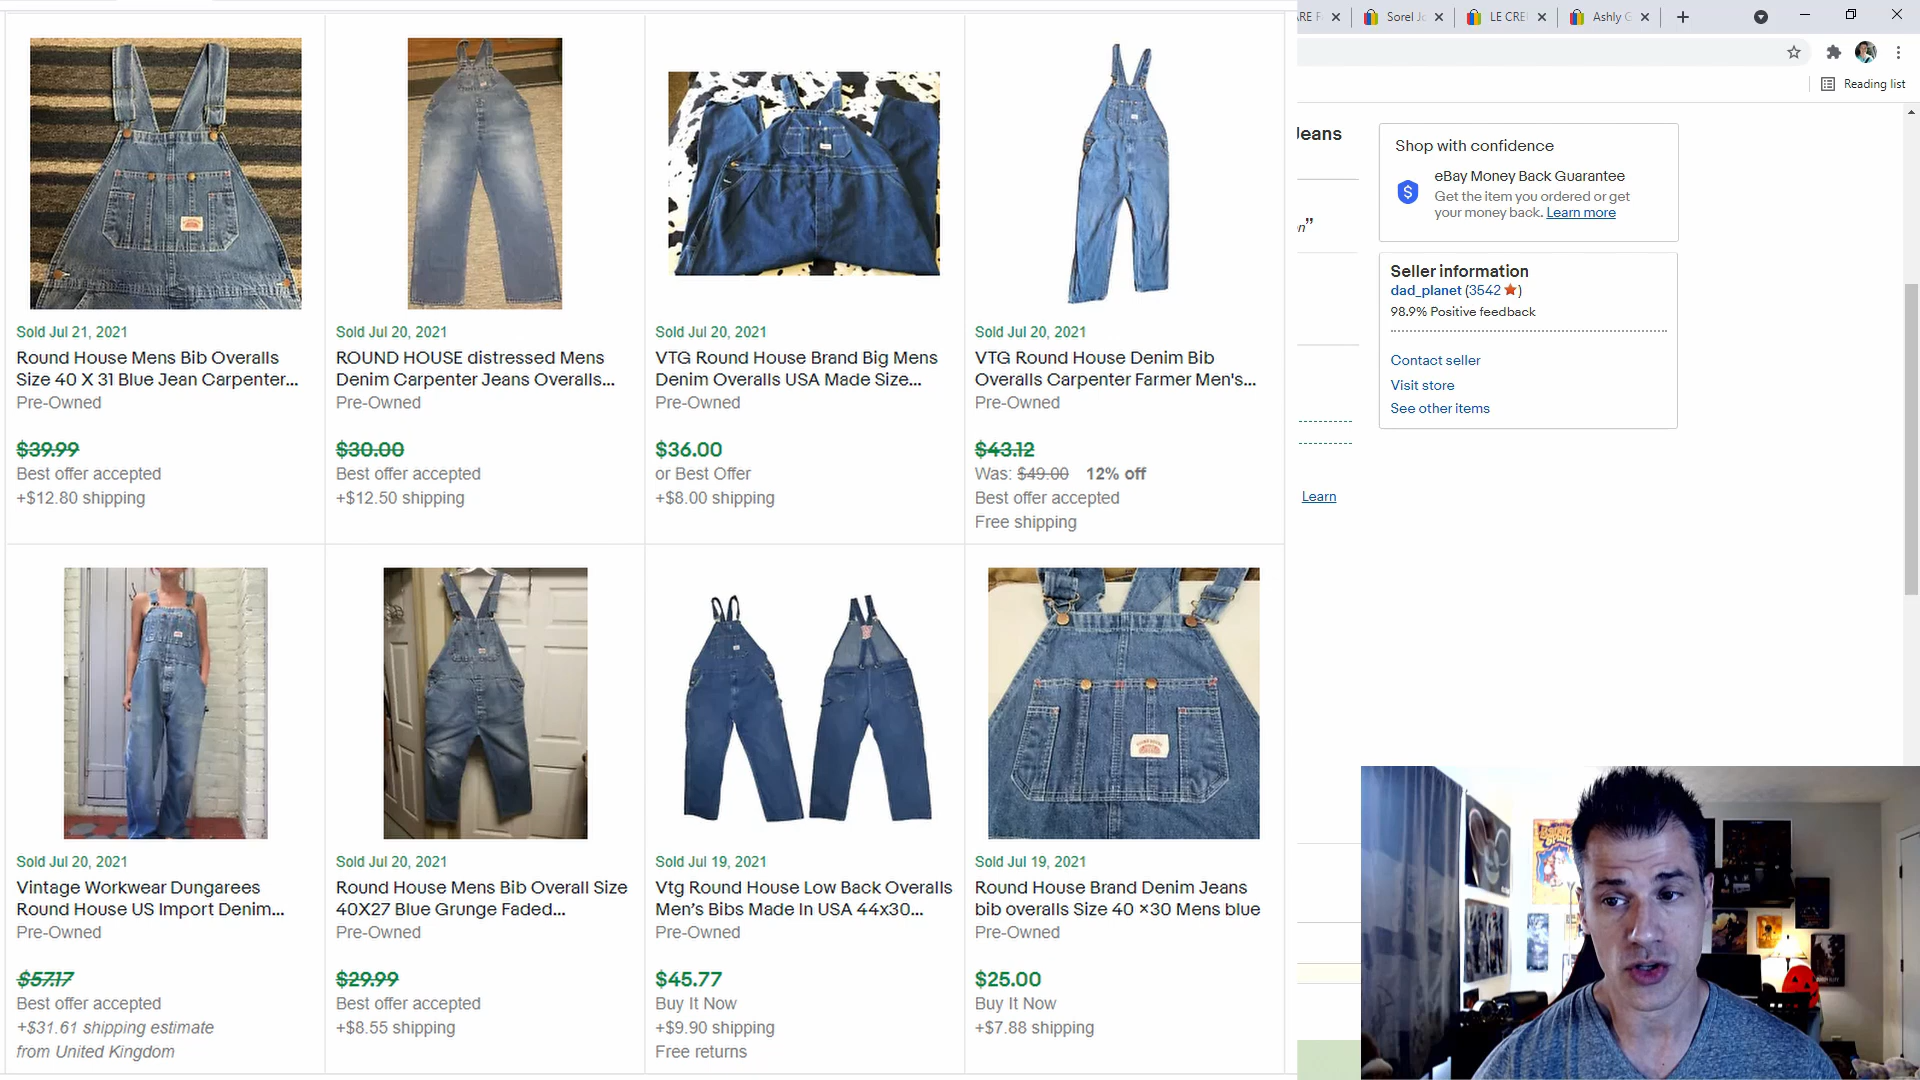 ARE F
Sorel Jo
LE CRE
Ashly G
Reading list
Sold Jul 21, 2021
Round House Mens Bib Overalls
Size 40 X 31 Blue Jean Carpenter...
Pre-Owned
$39.99
Best offer accepted
+$12.80 shipping
Sold Jul 20, 2021
ROUND HOUSE distressed Mens
Denim Carpenter Jeans Overalls...
Pre-Owned
$30.00
Best offer accepted
+$12.50 shipping
Sold Jul 20, 2021
VTG Round House Brand Big Mens
Denim Overalls USA Made Size...
Pre-Owned
$36.00
or Best Offer
+$8.00 shipping
Sold Jul 20, 2021
VTG Round House Denim Bib
Overalls Carpenter Farmer Men's...
Pre-Owned
$43.12
Was: $49.00 12% off
Best offer accepted
Free shipping
Sold Jul 20, 2021
Vintage Workwear Dungarees
Round House US Import Denim...
Pre-Owned
$57.17
Best offer accepted
+$31.61 shipping estimate
from United Kingdom
Sold Jul 20, 2021
Round House Mens Bib Overall Size
40X27 Blue Grunge Faded...
Pre-Owned
$29.99
Best offer accepted
+$8.55 shipping
Sold Jul 19, 2021
Vtg Round House Low Back Overalls
Men's Bibs Made In USA 44x30...
Pre-Owned
$45.77
Buy It Now
+$9.90 shipping
Free returns
Sold Jul 19, 2021
Round House Brand Denim Jeans
bib overalls Size 40 ×30 Mens blue
Pre-Owned
$25.00
Buy It Now
+$7.88 shipping
Jeans
n”
Learn
Shop with confidence
eBay Money Back Guarantee
Get the item you ordered or get
your money back. Learn more
Seller information
dad_planet (3542 ★)
98.9% Positive feedback
Contact seller
Visit store
See other items